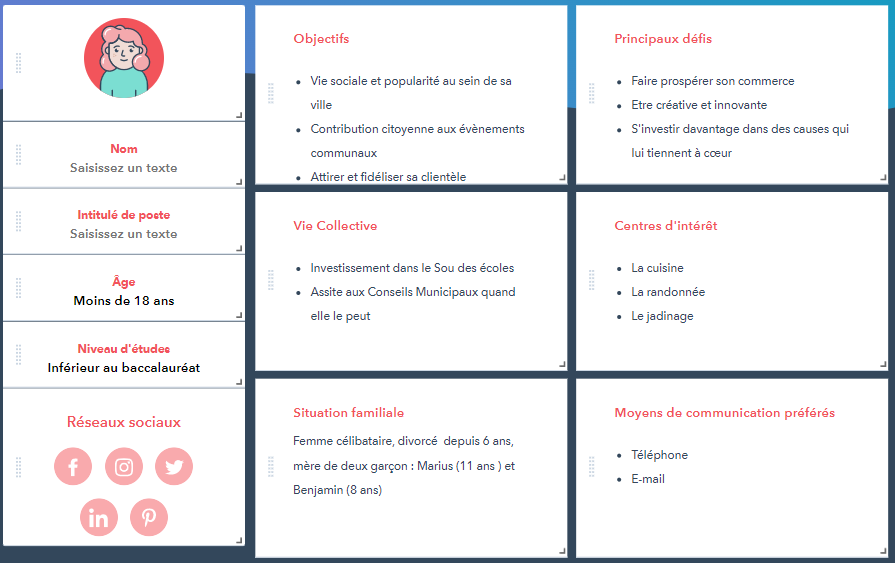 Nom
Saisissez un texte
Intitulé de poste
Saisissez un texte
Âge
Moins de 18 ans
Niveau d'études
Inférieur au baccalauréat
Réseaux sociaux
Objectifs
• Vie sociale et popularité au sein de sa
ville
• Contribution citoyenne aux évènements
communaux
• Attirer et fidéliser sa clientèle
Principaux défis
• Faire prospérer son commerce
• Etre créative et innovante
• S'investir davantage dans des causes qui
lui tiennent à cœur
Vie Collective
• Investissement dans le Sou des écoles
• Assite aux Conseils Municipaux quand
elle le peut
Centres d'intérêt
• La cuisine
• La randonnée
• Le jadinage
Situation familiale
Femme célibataire, divorcé  depuis 6 ans,
mère de deux garçon : Marius (11 ans ) et
Benjamin (8 ans)
Moyens de communication préférés
• Téléphone
• E-mail